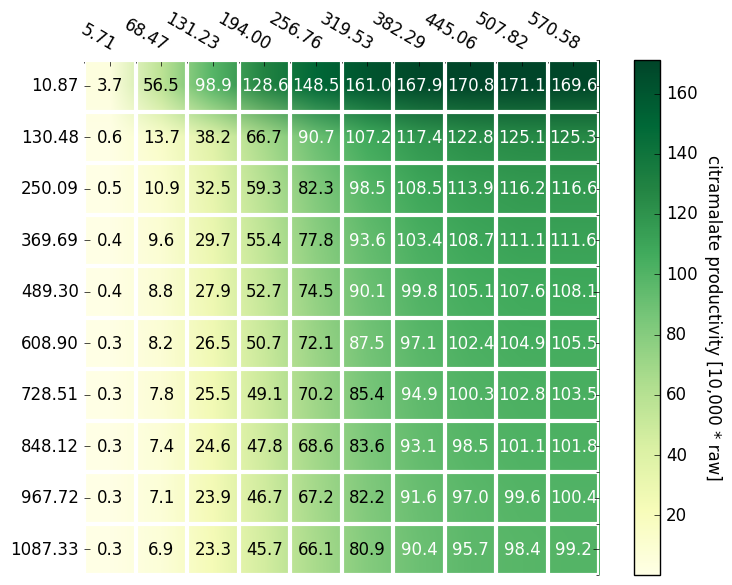 5.71 68.47 131.23 194.00 256.76 319.53 382.29 445.06 507.82 570.58
10.87 3.7 56.5 98.9 128.6 148.5 161.0 167.9 170.8 171.1 169.6
130.48 0.6 13.7 38.2 66.7 90.7 107.2 117.4 122.8 125.1 125.3
250.09 0.5 10.9 32.5 59.3 82.3 98.5 108.5 113.9 116.2 116.6
369.69 0.4 9.6 29.7 55.4 77.8 93.6 103.4 108.7 111.1 111.6
489.30 0.4 8.8 27.9 52.7 74.5 90.1 99.8 105.1 107.6 108.1
608.90 0.3 8.2 26.5 50.7 72.1 87.5 97.1 102.4 104.9 105.5
728.51 0.3 7.8 25.5 49.1 70.2 85.4 94.9 100.3 102.8 103.5
848.12 0.3 7.4 24.6 47.8 68.6 83.6 93.1 98.5 101.1 101.8
967.72 0.3 7.1 23.9 46.7 67.2 82.2 91.6 97.0 99.6 100.4
1087.33 0.3 6.9 23.3 45.7 66.1 80.9 90.4 95.7 98.4 99.2
160
140
120
100
80
60
40
20
citramalate productivity [10,000 * raw]